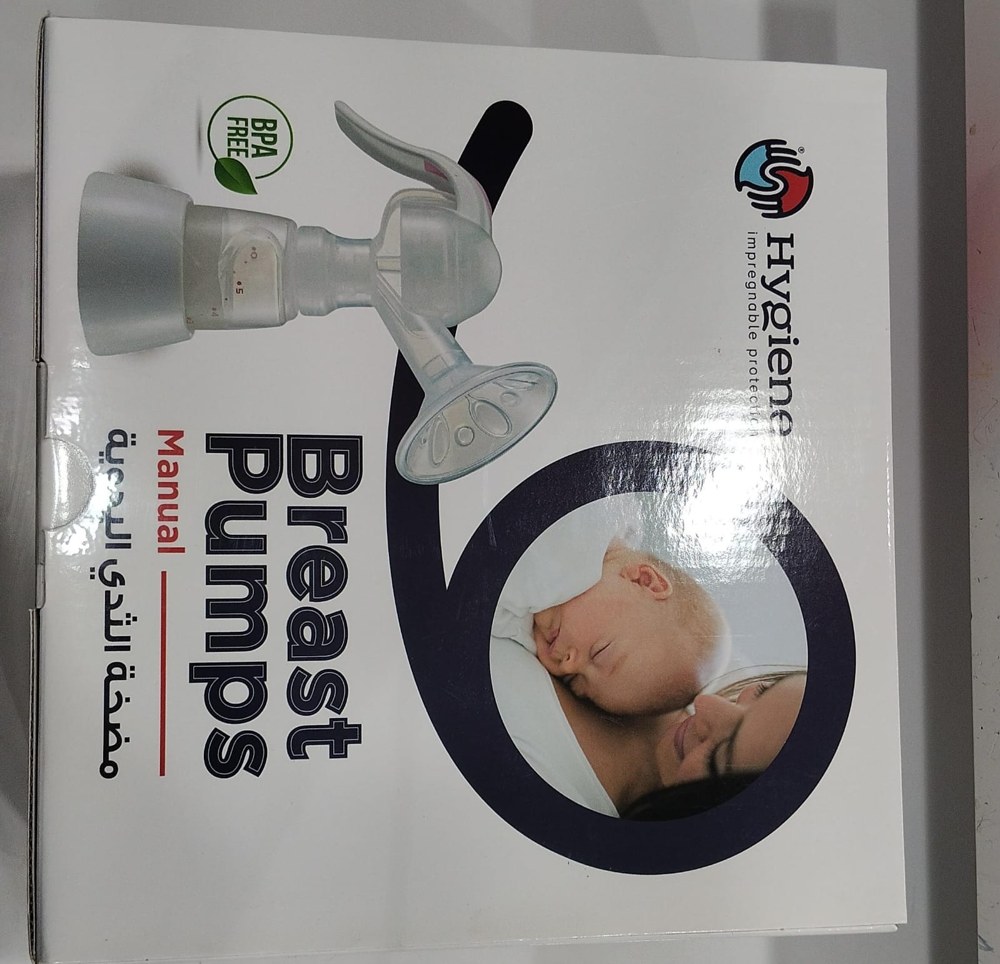 Hygiene
impregnable protection
BPA
FREE
Breast
Pumps
Manual
مضخة الثدي اليدوية